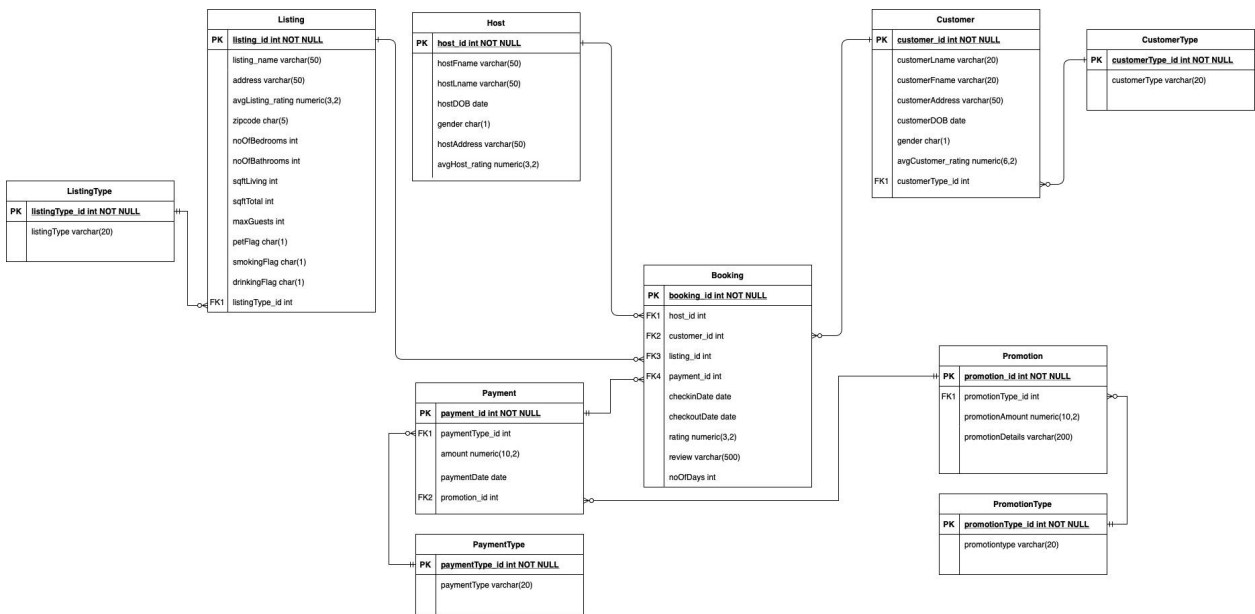 Listing
PK listing_id int NOT NULL
listing_name varchar(50)
address varchar(50)
avgListing_rating numeric(3,2)
zipcode char(5)
noOfBedrooms int
noOfBathrooms int
sqftLiving int
sqftTotal int
maxGuests int
petFlag char(1)
smokingFlag char(1)
drinkingFlag char(1)
FK1 listingType_id int
Host
PK host_id int NOT NULL
hostFname varchar(50)
hostLname varchar(50)
hostDOB date
gender char(1)
hostAddress varchar(50)
avgHost_rating numeric(3,2)
Customer
PK customer_id int NOT NULL
customerLname varchar(20)
customerFname varchar(20)
customerAddress varchar(50)
customerDOB date
gender char(1)
avgCustomer_rating numeric(6,2)
FK1 customerType_id int
CustomerType
PK customerType_id int NOT NULL
customerType varchar(20)
ListingType
PK listingType_id int NOT NULL
listingType varchar(20)
Booking
PK booking_id int NOT NULL
FK1 host_id int
FK2 customer_id int
FK3 listing_id int
FK4 payment_id int
checkinDate date
checkoutDate date
rating numeric(3,2)
review varchar(500)
noOfDays int
Payment
PK payment_id int NOT NULL
FK1 paymentType_id int
amount numeric(10,2)
paymentDate date
FK2 promotion_id int
Promotion
PK promotion_id int NOT NULL
FK1 promotionType_id int
promotionAmount numeric(10,2)
promotionDetails varchar(200)
PromotionType
PK promotionType_id int NOT NULL
promotiontype varchar(20)
PaymentType
PK paymentType_id int NOT NULL
paymentType varchar(20)